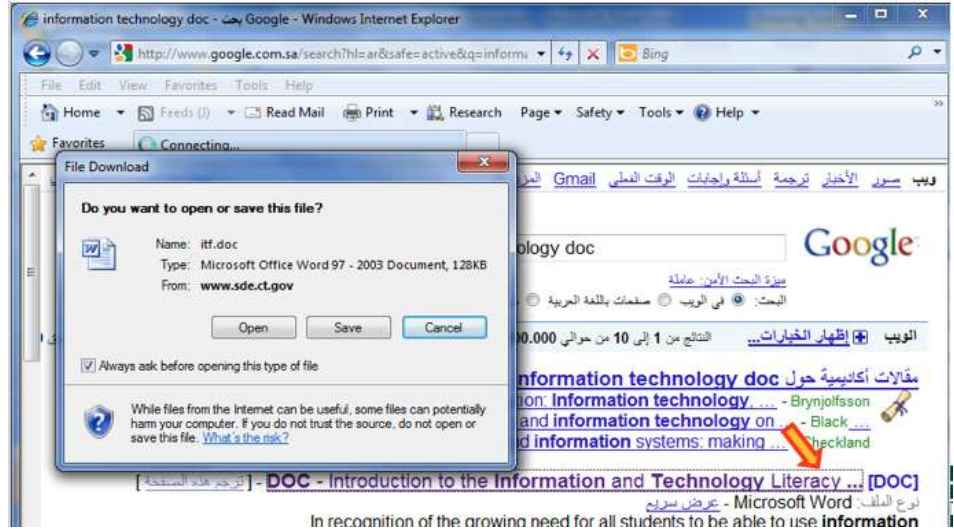 information technology doc - بحث Google - Windows Internet Explorer
http://www.google.com.sa/search?hl=ar&safe=active&q=inform
Bing
File Edit View Favorites Tools Help
Home Feeds (J) Read Mail Print Research Page Safety Tools Help
Favorites Connecting...
File Download
Do you want to open or save this file?
Name: itf.doc
Type: Microsoft Office Word 97 - 2003 Document, 128KB
From: www.sde.ct.gov
Open Save Cancel
Always ask before opening this type of file
While files from the Internet can be useful, some files can potentially
harm your computer. If you do not trust the source, do not open or
save this file. What's the risk?
ويب صور الأخبار ترجمة أسئلة وإجابات الوقت الفعلي Gmail
Google
ology doc
ميزة البحث الآمن: عاملة
البحث: في الويب صفحات باللغة العربية
الويب إظهار الخيارات... النتائج من 1 إلى 10 من حوالي 00.000
مقالات أكاديمية حول nformation technology doc
ion: Information technology, ... - Brynjolfsson
and information technology on ... - Black ...
d information systems: making ... Checkland
[DOC] DOC - Introduction to the Information and Technology Literacy ... - [ ترجم هذه الصفحة ]
نوع الملف: Microsoft Word - عرض سريع
In recognition of the growing need for all students to be able to use information